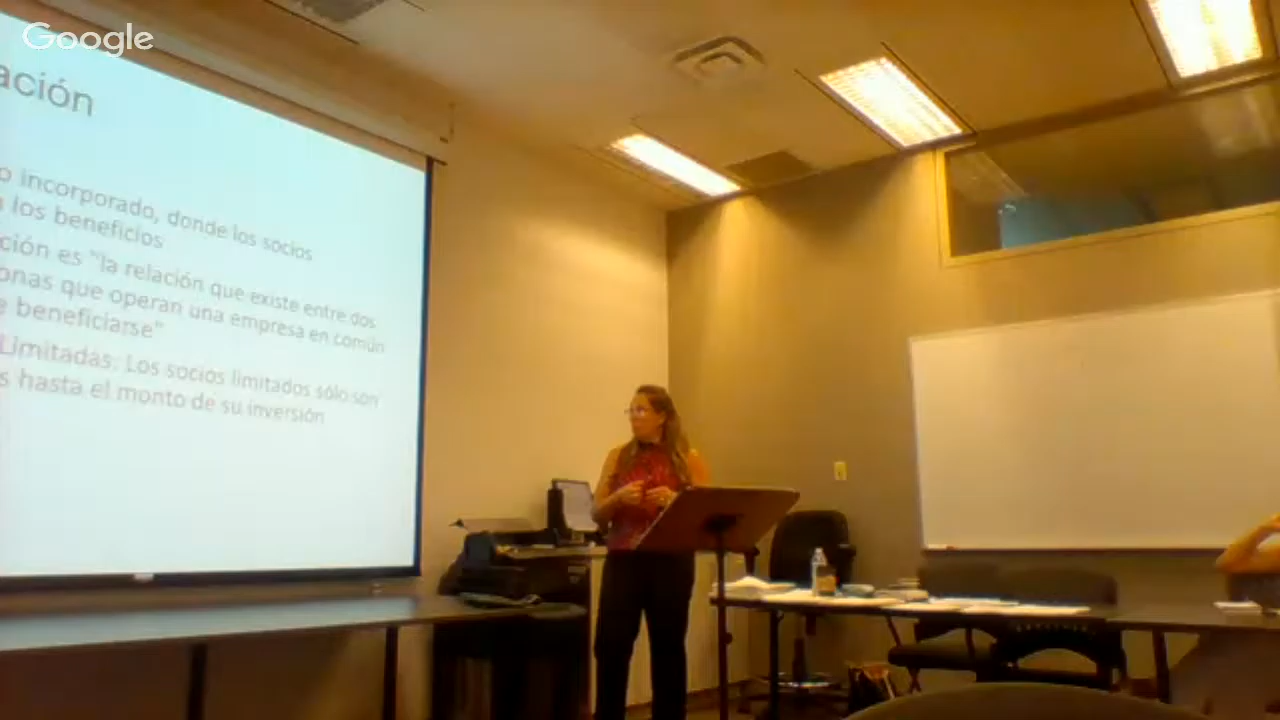 Google
ación
o incorporado, donde los socios
n los beneficios
ción es "la relación que existe entre dos
onas que operan una empresa en común
e beneficiarse"
Limitadas: Los socios limitados sólo son
s hasta el monto de su inversión